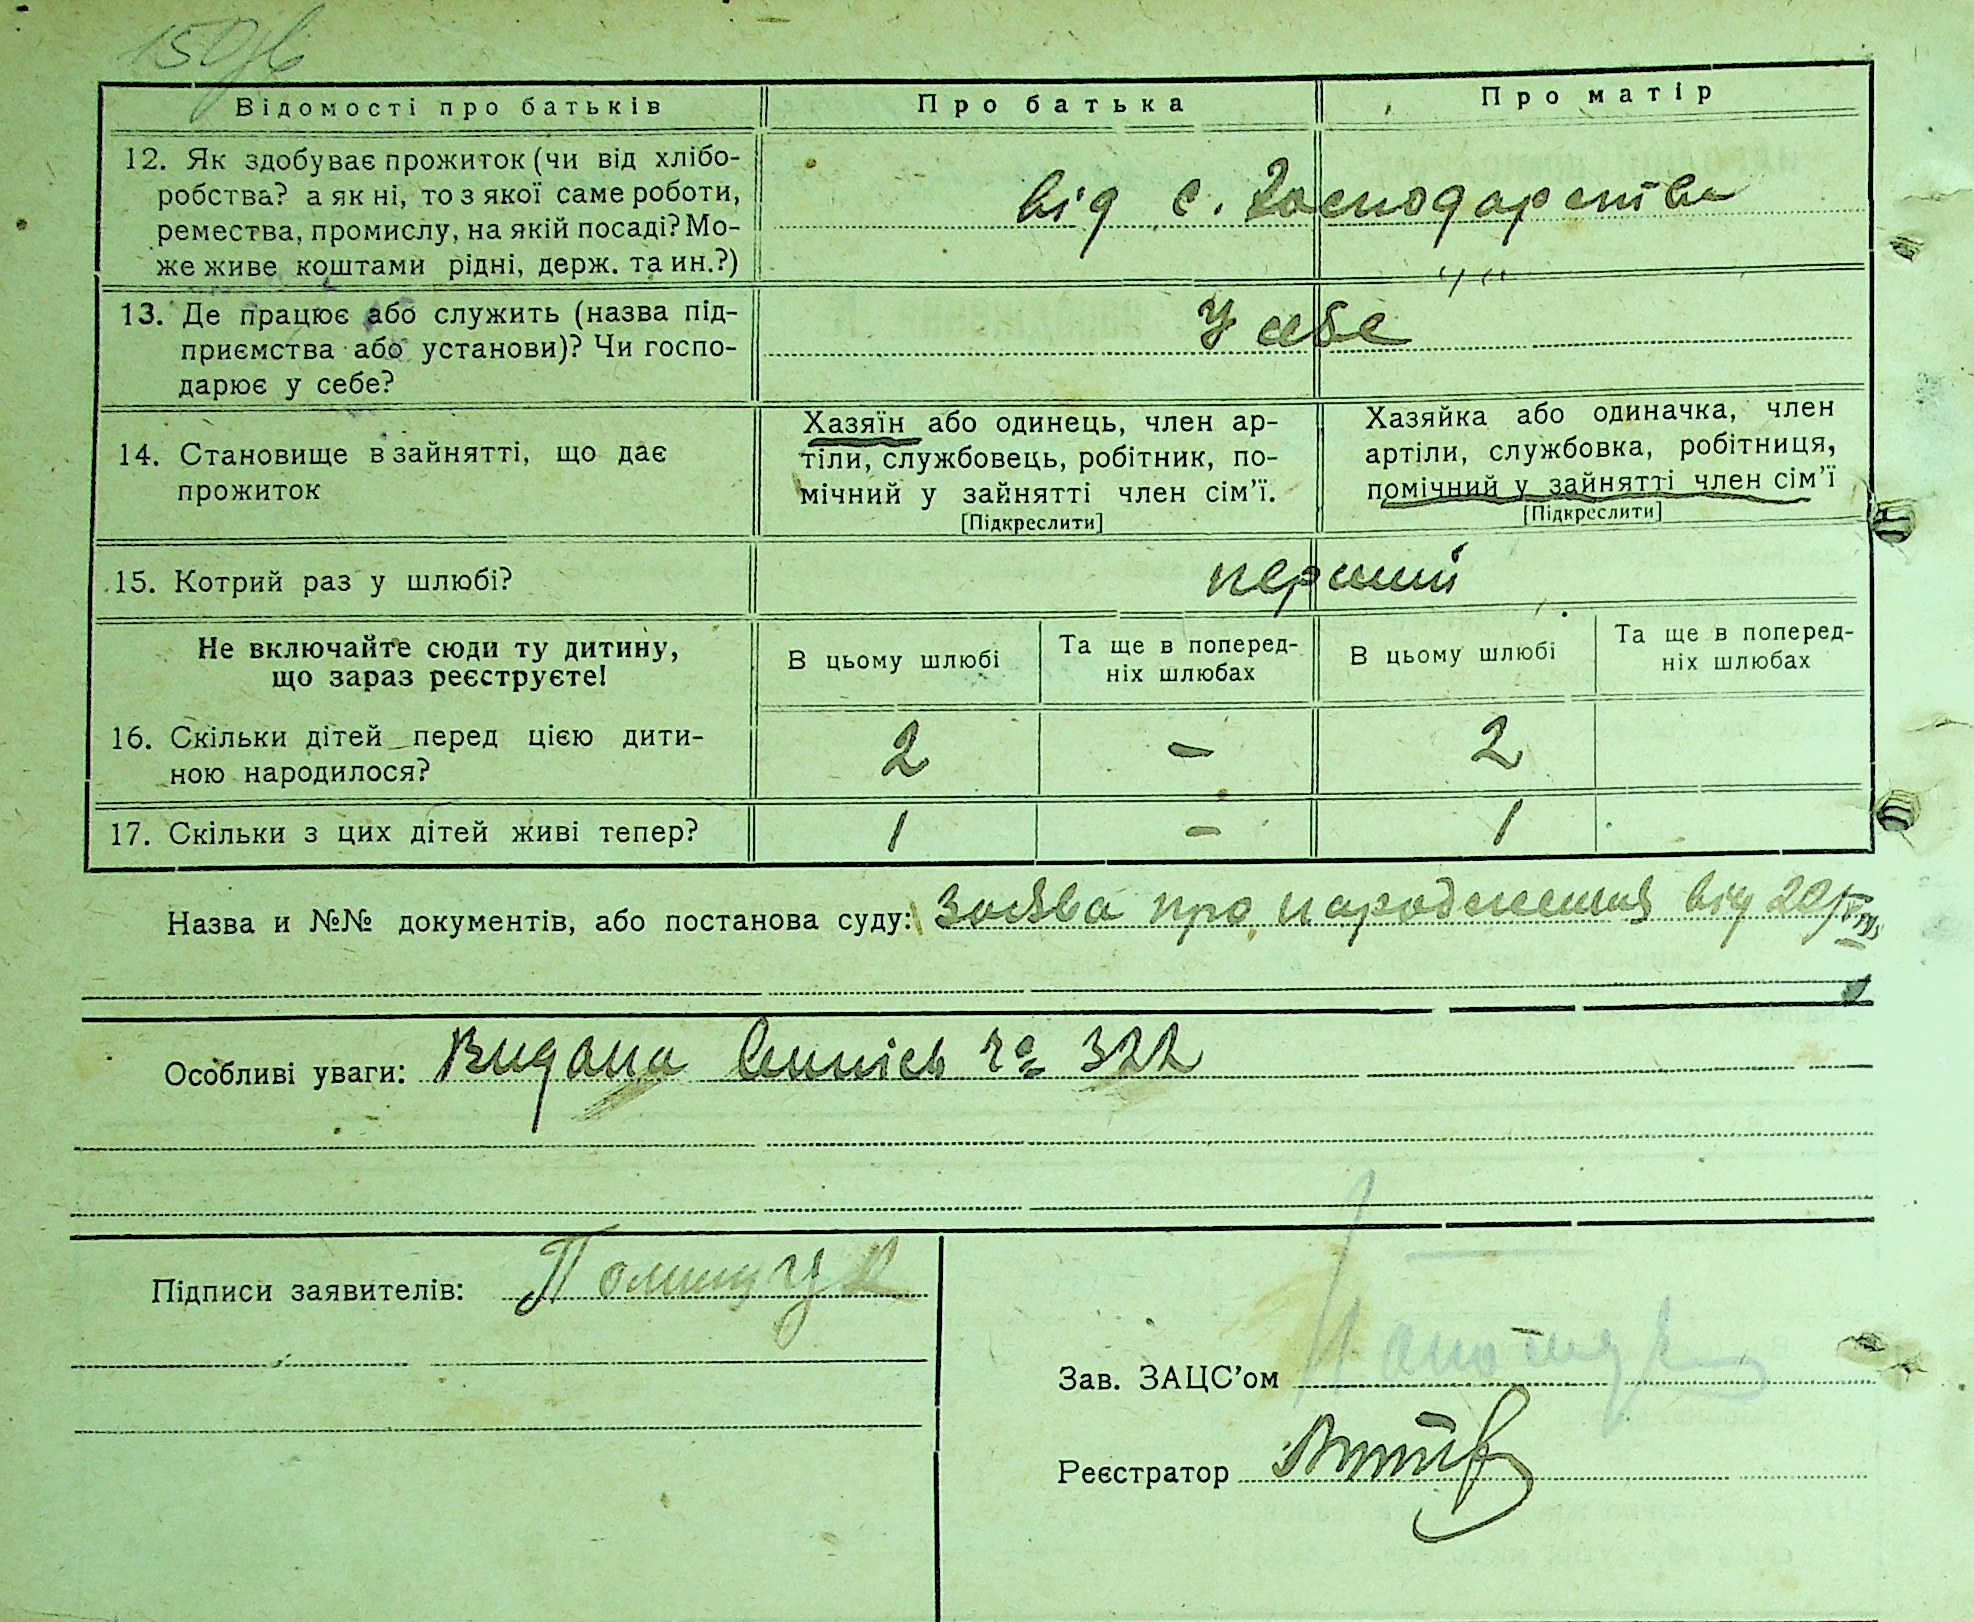 Відомості про батьків
Про батька
Про матір
12. Як здобуває прожиток (чи від хлібо-
робства? а як ні, то з якої саме роботи,
ремества, промислу, на якій посаді? Мо-
же живе коштами рідні, держ. та ин.?)
від с. господарства
13. Де працює або служить (назва під-
приємства або установи)? Чи госпо-
дарює у себе?
У себе
14. Становище в зайнятті, що дає
прожиток
Хазяїн або одинець, член ар-
тіли, службовець, робітник, по-
мічний у зайнятті член сім’ї.
[Підкреслити]
Хазяйка або одиначка, член
артіли, службовка, робітниця,
помічний у зайнятті член сім’ї
[Підкреслити]
15. Котрий раз у шлюбі?
перший
Не включайте сюди ту дитину,
що зараз реєструєте!
В цьому шлюбі
Та ще в поперед-
ніх шлюбах
В цьому шлюбі
Та ще в поперед-
ніх шлюбах
16. Скільки дітей перед цією дити-
ною народилося?
2 - 2
17. Скільки з цих дітей живі тепер?
1 - 1
Назва и №№ документів, або постанова суду: Заява про народження від 20/
Особливі уваги: Видана 322
Підписи заявителів:
Зав. ЗАЦС’ом
Реєстратор